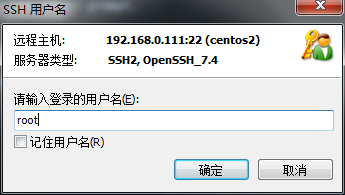 SSH 用户名
远程主机: 192.168.0.111:22 (centos2)
服务器类型: SSH2, OpenSSH_7.4
请输入登录的用户名(E):
root
记住用户名(R)
确定 取消